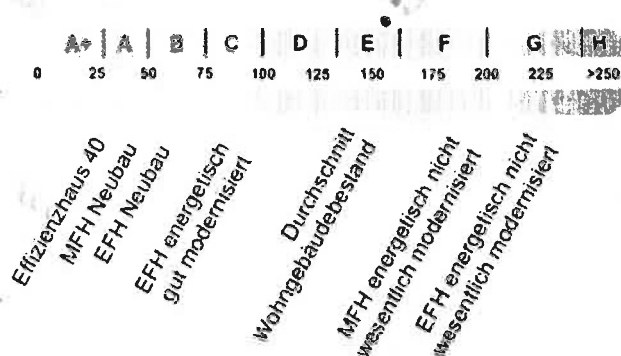 A+ | A | B | C | D | E | F | G | H
0 25 50 75 100 125 150 175 200 225 >250
Effizienzhaus 40
MFH Neubau
EFH Neubau
EFH energetisch
gut modernisiert
Durchschnitt
Wohngebäudebestand
MFH energetisch nicht
wesentlich modernisiert
EFH energetisch nicht
wesentlich modernisiert